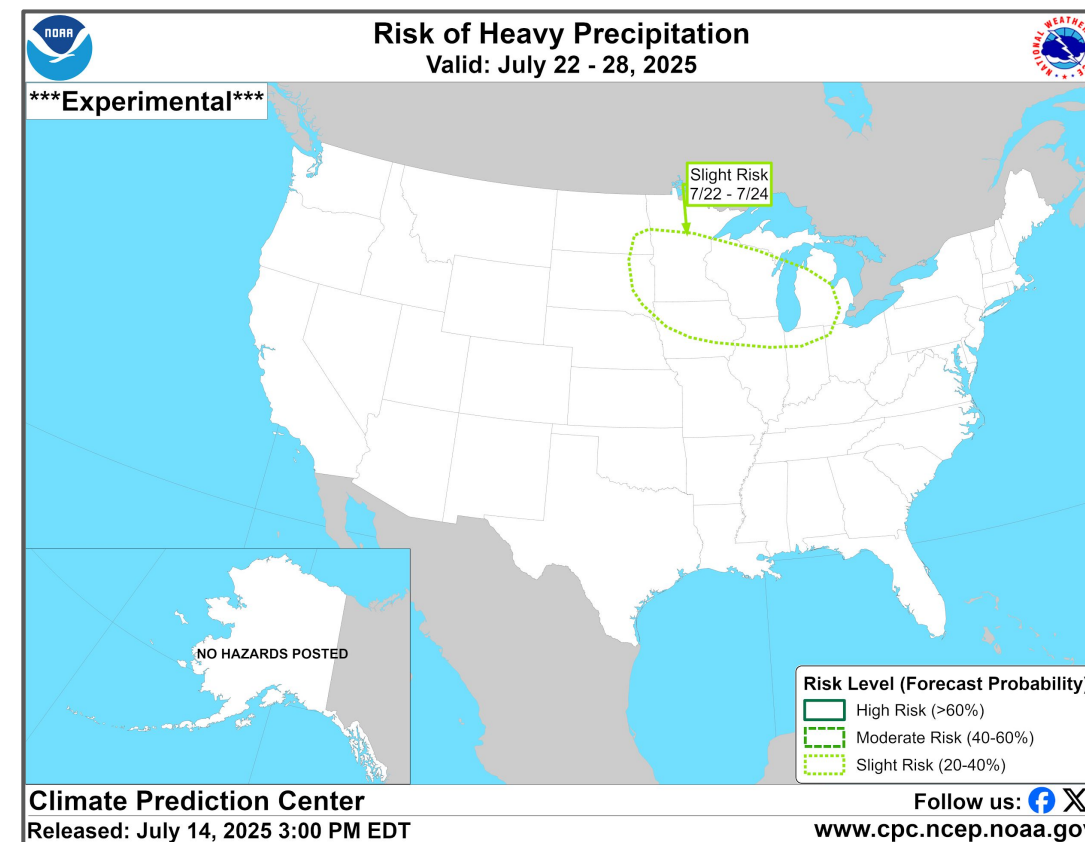 NOAA
Risk of Heavy Precipitation
Valid: July 22 - 28, 2025
***Experimental***
Slight Risk
7/22 - 7/24
NO HAZARDS POSTED
Risk Level (Forecast Probability)
High Risk (>60%)
Moderate Risk (40-60%)
Slight Risk (20-40%)
Climate Prediction Center
Released: July 14, 2025 3:00 PM EDT
Follow us:
www.cpc.ncep.noaa.gov